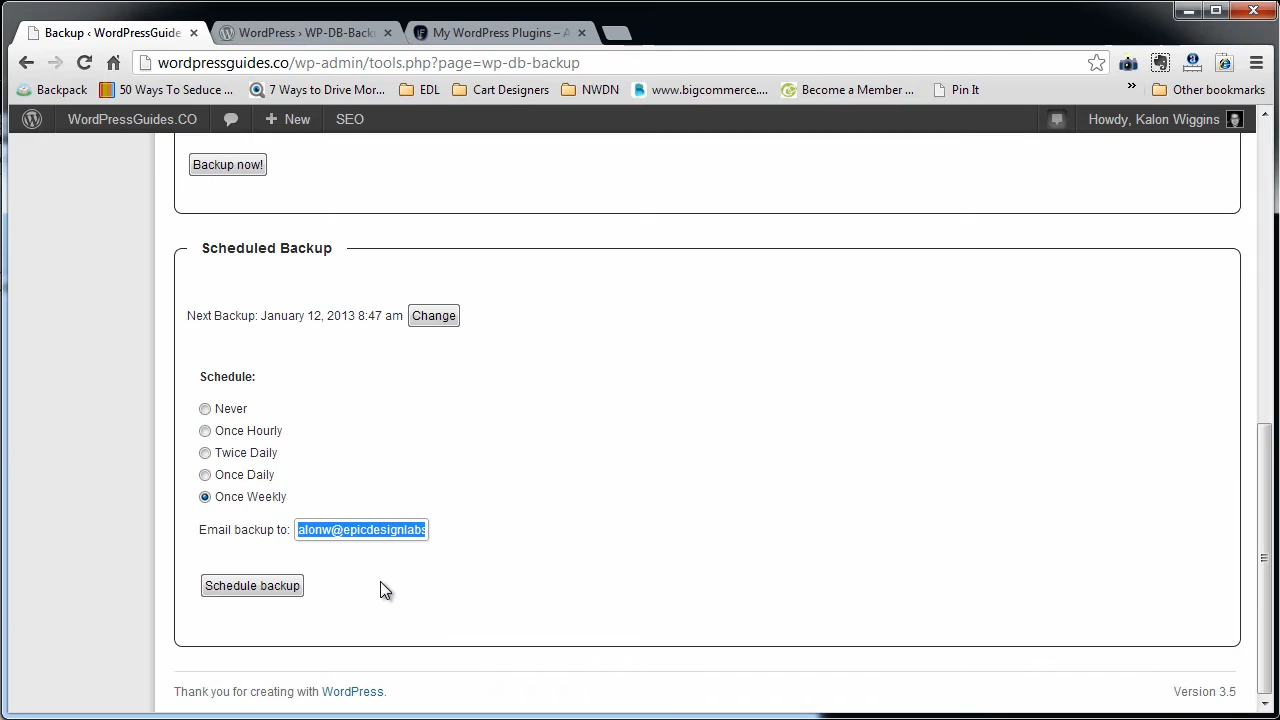 Backup ‹ WordPressGuide
WordPress › WP-DB-Back
My WordPress Plugins – A
wordpressguides.co/wp-admin/tools.php?page=wp-db-backup
Backpack
50 Ways To Seduce ...
7 Ways to Drive Mor...
EDL
Cart Designers
NWDN
www.bigcommerce....
Become a Member ...
Pin It
»
Other bookmarks
WordPressGuides.CO
+ New
SEO
Howdy, Kalon Wiggins
Backup now!
Scheduled Backup
Next Backup: January 12, 2013 8:47 am Change
Schedule:
Never
Once Hourly
Twice Daily
Once Daily
Once Weekly
Email backup to: alonw@epicdesignlabs
Schedule backup
Thank you for creating with WordPress.
Version 3.5